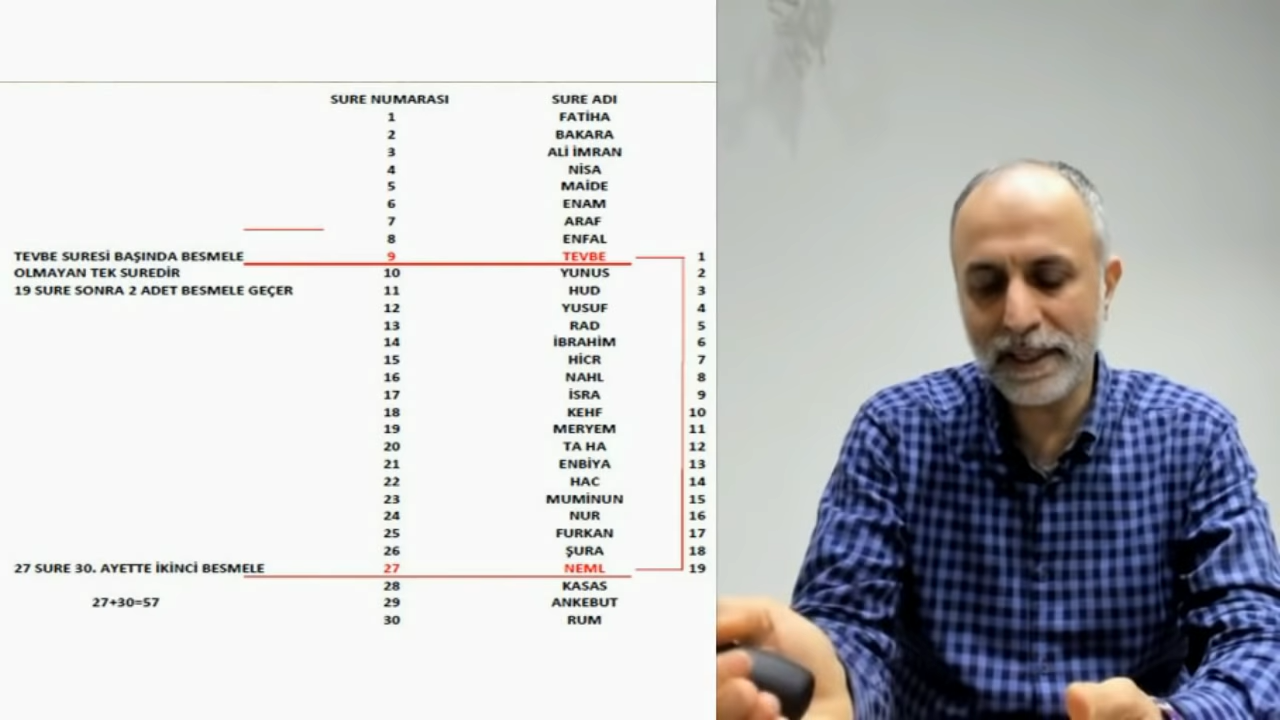 SURE NUMARASI SURE ADI
1 FATİHA
2 BAKARA
3 ALİ İMRAN
4 NİSA
5 MAİDE
6 ENAM
7 ARAF
8 ENFAL
TEVBE SURESİ BAŞINDA BESMELE 9 TEVBE 1
OLMAYAN TEK SUREDİR 10 YUNUS 2
19 SURE SONRA 2 ADET BESMELE GEÇER 11 HUD 3
12 YUSUF 4
13 RAD 5
14 İBRAHİM 6
15 HİCR 7
16 NAHL 8
17 İSRA 9
18 KEHF 10
19 MERYEM 11
20 TA HA 12
21 ENBİYA 13
22 HAC 14
23 MUMİNUN 15
24 NUR 16
25 FURKAN 17
26 ŞURA 18
27 SURE 30. AYETTE İKİNCİ BESMELE 27 NEML 19
28 KASAS
27+30=57 29 ANKEBUT
30 RUM